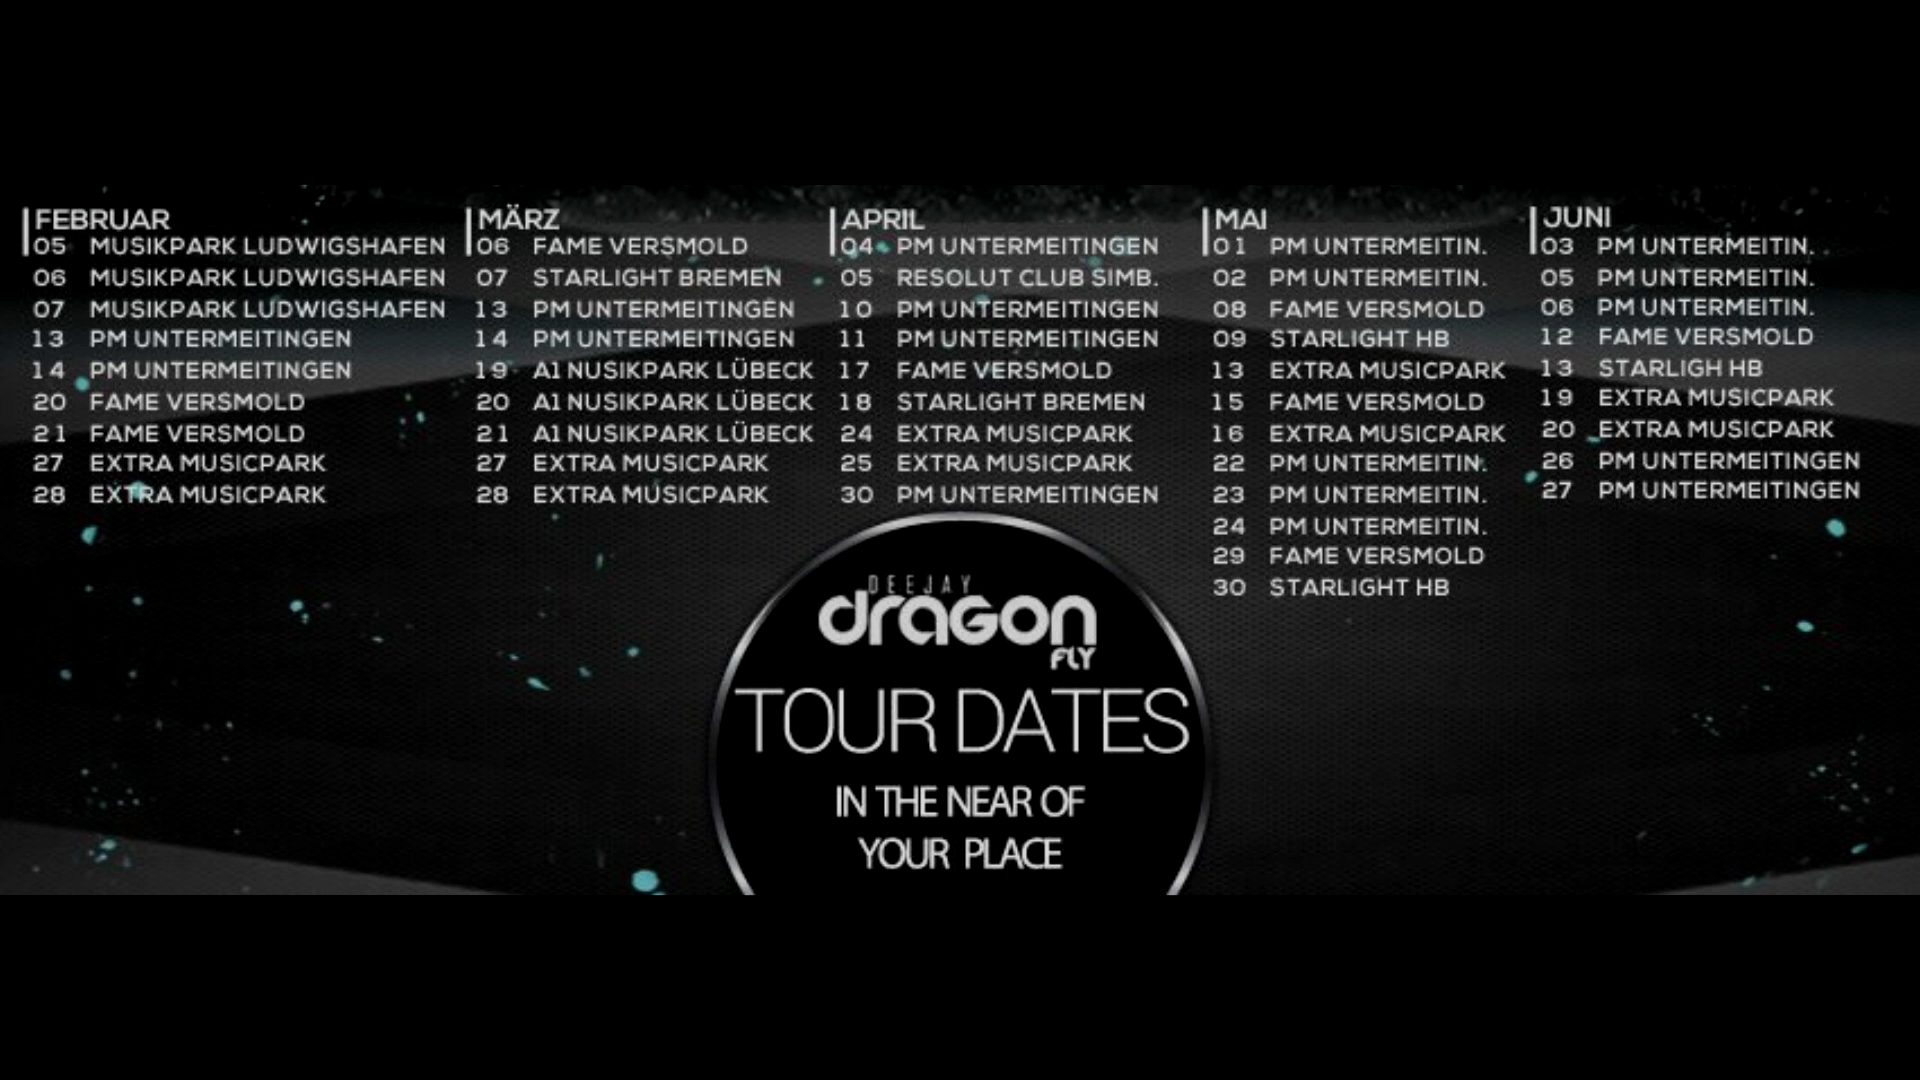 FEBRUAR
05 MUSIKPARK LUDWIGSHAFEN
06 MUSIKPARK LUDWIGSHAFEN
07 MUSIKPARK LUDWIGSHAFEN
13 PM UNTERMEITINGEN
14 PM UNTERMEITINGEN
20 FAME VERSMOLD
21 FAME VERSMOLD
27 EXTRA MUSICPARK
28 EXTRA MUSICPARK
MÄRZ
06 FAME VERSMOLD
07 STARLIGHT BREMEN
13 PM UNTERMEITINGEN
14 PM UNTERMEITINGEN
19 A1 NUSIKPARK LÜBECK
20 A1 NUSIKPARK LÜBECK
21 A1 NUSIKPARK LÜBECK
27 EXTRA MUSICPARK
28 EXTRA MUSICPARK
APRIL
04 PM UNTERMEITINGEN
05 RESOLUT CLUB SIMB.
10 PM UNTERMEITINGEN
11 PM UNTERMEITINGEN
17 FAME VERSMOLD
18 STARLIGHT BREMEN
24 EXTRA MUSICPARK
25 EXTRA MUSICPARK
30 PM UNTERMEITINGEN
MAI
01 PM UNTERMEITIN.
02 PM UNTERMEITIN.
08 FAME VERSMOLD
09 STARLIGHT HB
13 EXTRA MUSICPARK
15 FAME VERSMOLD
16 EXTRA MUSICPARK
22 PM UNTERMEITIN.
23 PM UNTERMEITIN.
24 PM UNTERMEITIN.
29 FAME VERSMOLD
30 STARLIGHT HB
JUNI
03 PM UNTERMEITIN.
05 PM UNTERMEITIN.
06 PM UNTERMEITIN.
12 FAME VERSMOLD
13 STARLIGH HB
19 EXTRA MUSICPARK
20 EXTRA MUSICPARK
26 PM UNTERMEITINGEN
27 PM UNTERMEITINGEN
DEEJAY
dragon
FLY
TOUR DATES
IN THE NEAR OF
YOUR PLACE